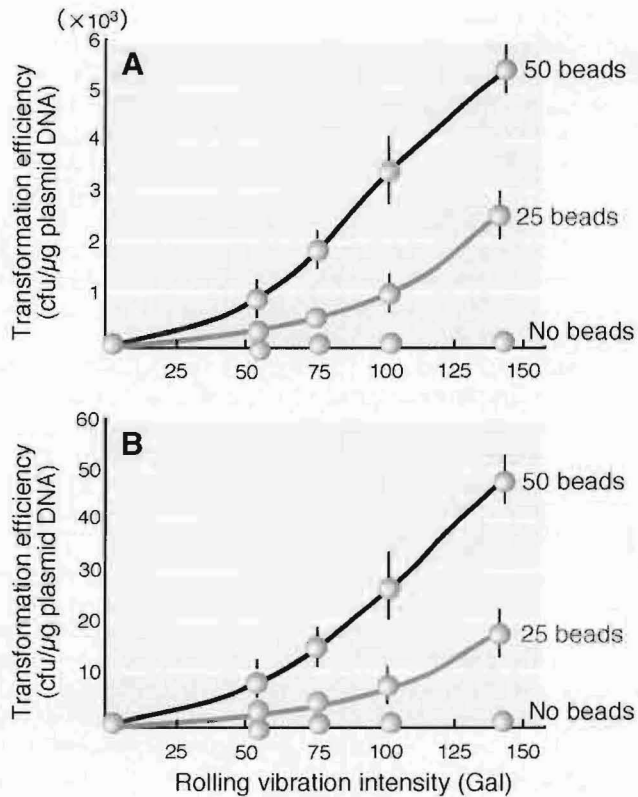 (×10³)
A
6
5
4
3
2
1
Transformation efficiency
(cfu/µg plasmid DNA)
50 beads
25 beads
No beads
25 50 75 100 125 150
B
60
50
40
30
20
10
Transformation efficiency
(cfu/µg plasmid DNA)
50 beads
25 beads
No beads
25 50 75 100 125 150
Rolling vibration intensity (Gal)